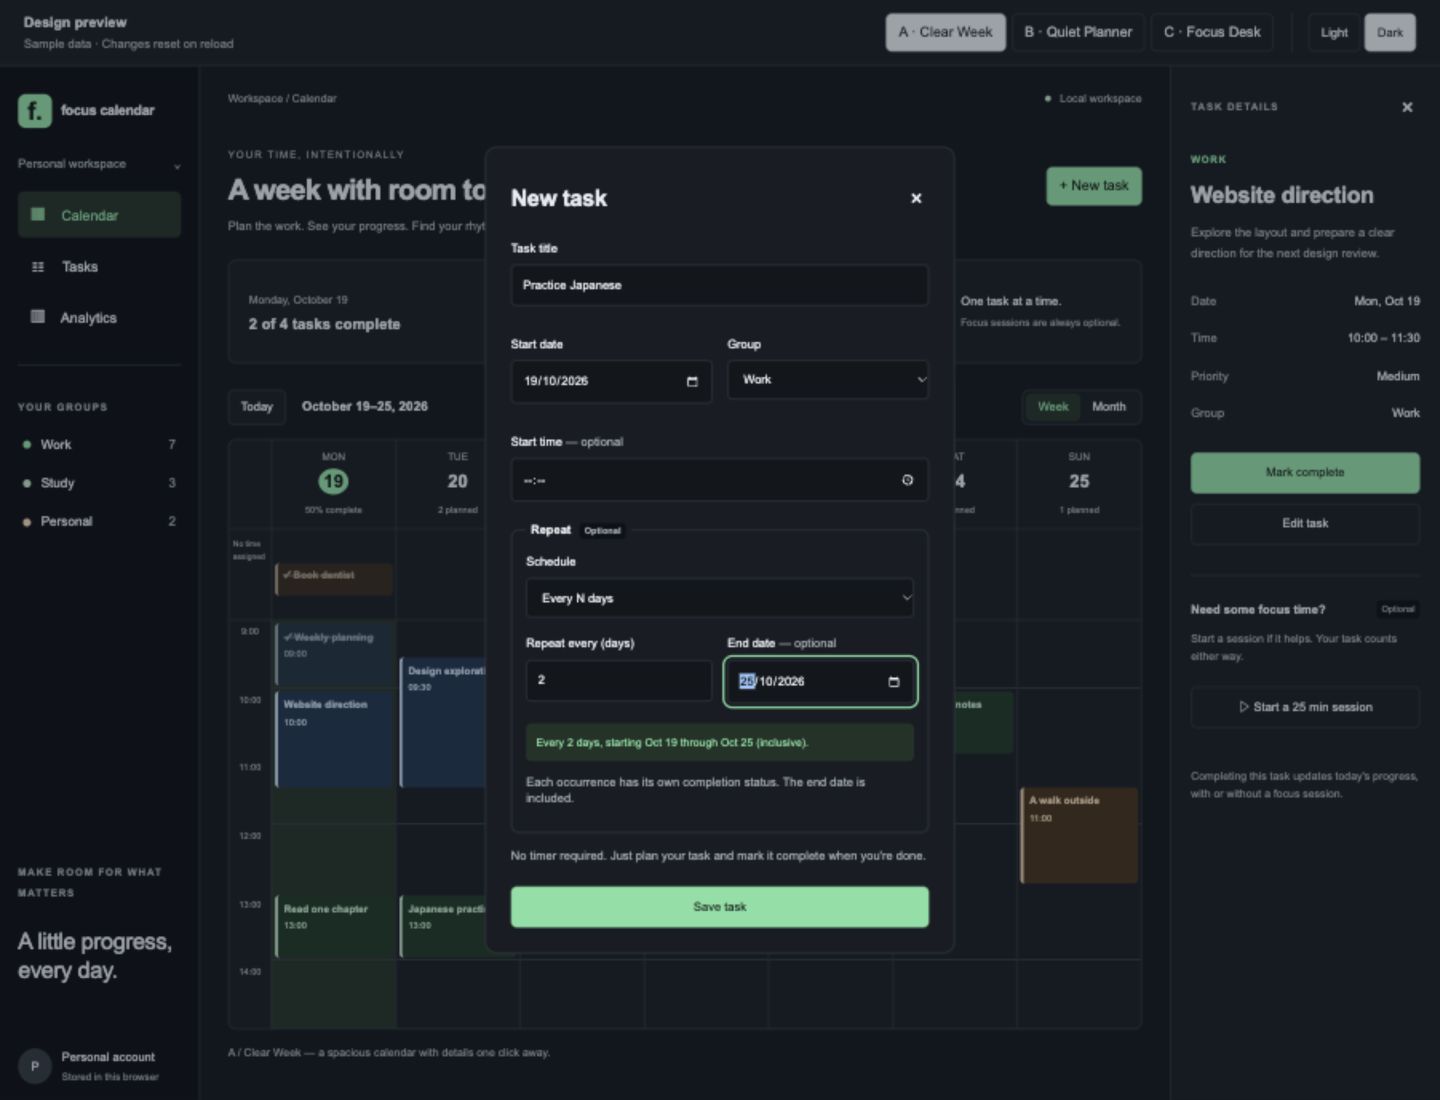 Design preview
Sample data · Changes reset on reload
A · Clear Week
B · Quiet Planner
C · Focus Desk
Light
Dark
f.
focus calendar
Personal workspace
Calendar
Tasks
Analytics
YOUR GROUPS
Work 7
Study 3
Personal 2
MAKE ROOM FOR WHAT
MATTERS
A little progress,
every day.
P
Personal account
Stored in this browser
Workspace / Calendar
Local workspace
YOUR TIME, INTENTIONALLY
A week with room to
Plan the work. See your progress. Find your
+ New task
Monday, October 19
2 of 4 tasks complete
One task at a time.
Focus sessions are always optional.
Today
October 19–25, 2026
Week
Month
MON
19
50% complete
TUE
20
2 planned
SUN
25
1 planned
No time
assigned
✓ Book dentist
9:00
✓ Weekly planning
09:00
Design
09:30
10:00
Website direction
10:00
notes
11:00
A walk outside
11:00
12:00
13:00
Read one chapter
13:00
Japanese
13:00
14:00
A / Clear Week — a spacious calendar with details one click away.
New task
×
Task title
Practice Japanese
Start date
19/10/2026
Group
Work
Start time — optional
--:--
Repeat
Optional
Schedule
Every N days
Repeat every (days)
2
End date — optional
25/10/2026
Every 2 days, starting Oct 19 through Oct 25 (inclusive).
Each occurrence has its own completion status. The end date is
included.
No timer required. Just plan your task and mark it complete when you're done.
Save task
TASK DETAILS
×
WORK
Website direction
Explore the layout and prepare a clear
direction for the next design review.
Date Mon, Oct 19
Time 10:00 – 11:30
Priority Medium
Group Work
Mark complete
Edit task
Need some focus time?
Optional
Start a session if it helps. Your task counts
either way.
▷ Start a 25 min session
Completing this task updates today's progress,
with or without a focus session.